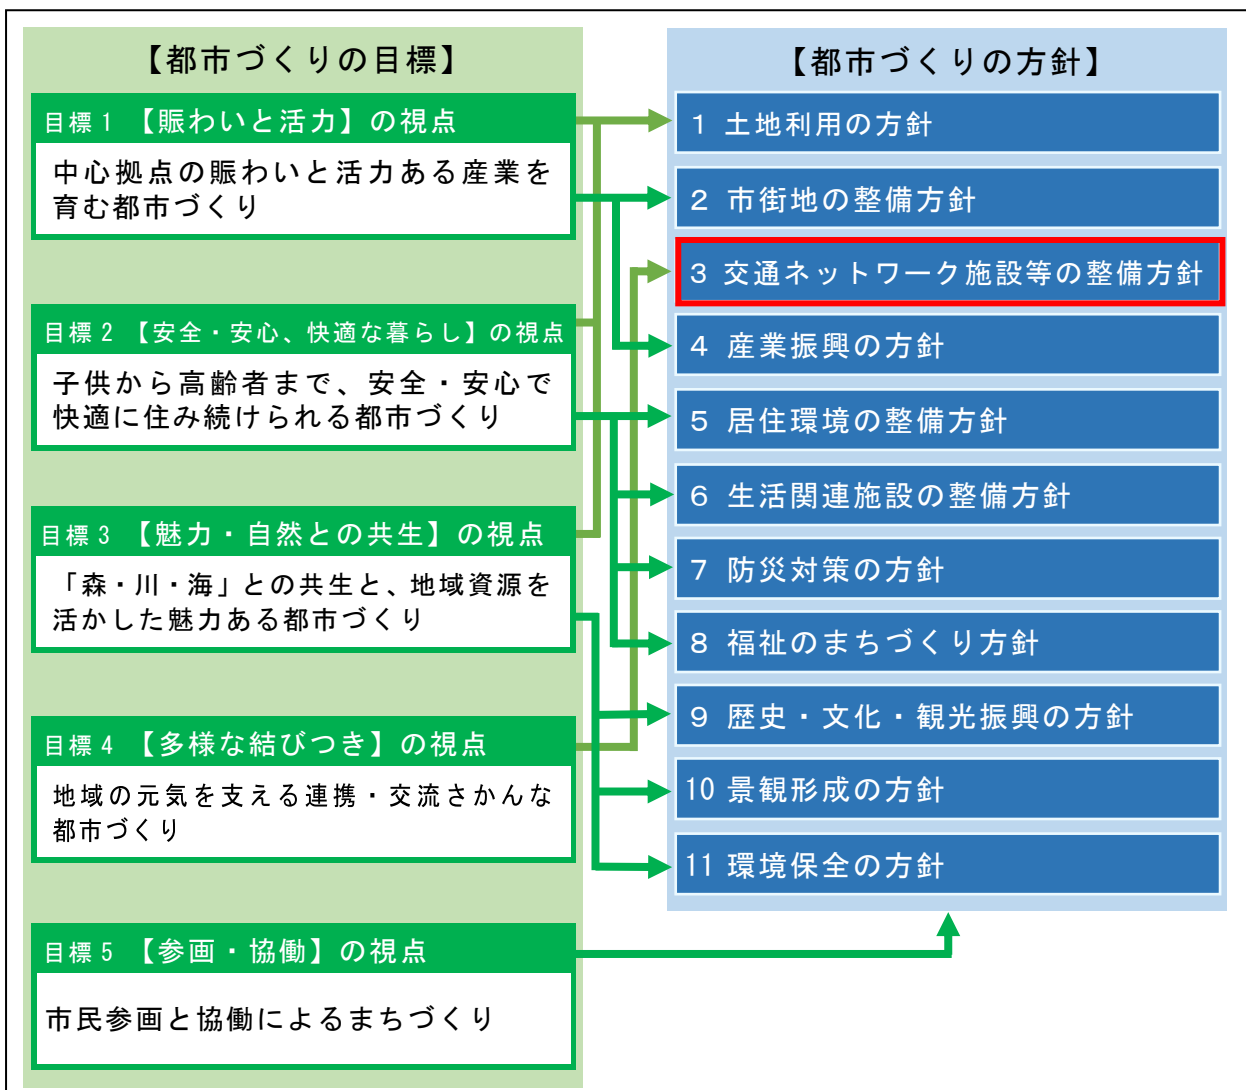 【都市づくりの目標】
目標1 【賑わいと活力】の視点
中心拠点の賑わいと活力ある産業を
育む都市づくり
目標2 【安全・安心、快適な暮らし】の視点
子供から高齢者まで、安全・安心で
快適に住み続けられる都市づくり
目標3 【魅力・自然との共生】の視点
「森・川・海」との共生と、地域資源を
活かした魅力ある都市づくり
目標4 【多様な結びつき】の視点
地域の元気を支える連携・交流さかんな
都市づくり
目標5 【参画・協働】の視点
市民参画と協働によるまちづくり
【都市づくりの方針】
1 土地利用の方針
2 市街地の整備方針
3 交通ネットワーク施設等の整備方針
4 産業振興の方針
5 居住環境の整備方針
6 生活関連施設の整備方針
7 防災対策の方針
8 福祉のまちづくり方針
9 歴史・文化・観光振興の方針
10 景観形成の方針
11 環境保全の方針